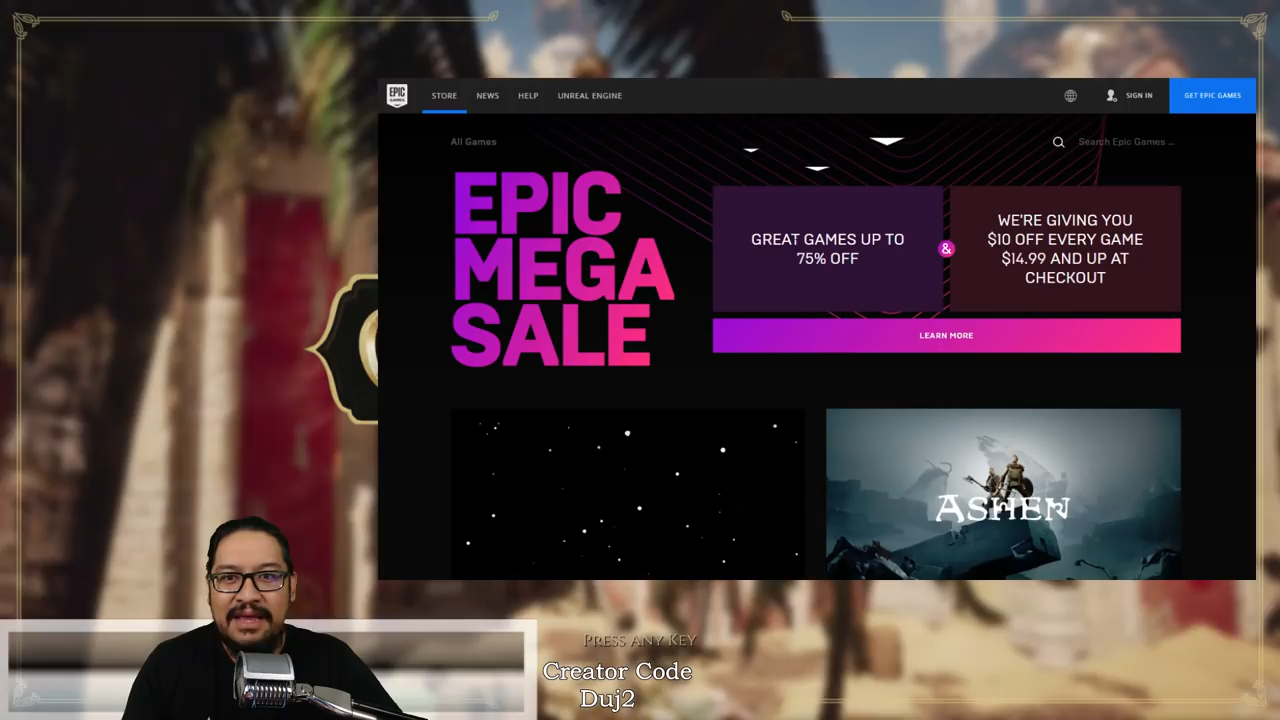 EPIC
GAMES
STORE
NEWS
HELP
UNREAL ENGINE
SIGN IN
GET EPIC GAMES
All Games
Search Epic Games ...
EPIC
MEGA
SALE
GREAT GAMES UP TO
75% OFF
&
WE'RE GIVING YOU
$10 OFF EVERY GAME
$14.99 AND UP AT
CHECKOUT
LEARN MORE
ASHEN
PRESS ANY KEY
Creator Code
Duj2